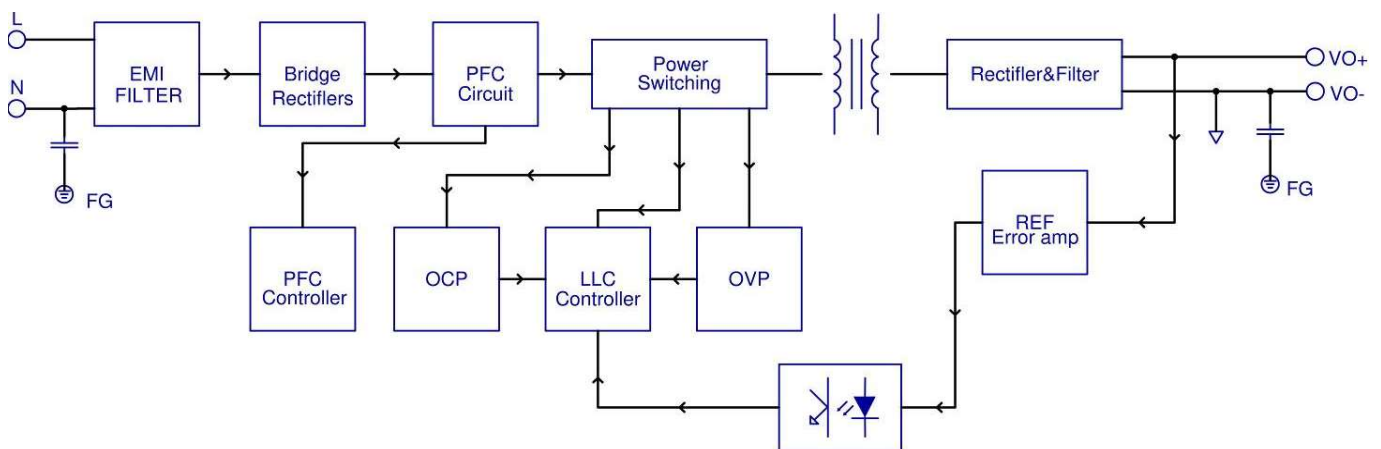 L
N
EMI
FILTER
Bridge
Rectiflers
PFC
Circuit
Power
Switching
Rectifler&Filter
VO+
VO-
FG
FG
REF
Error amp
PFC
Controller
OCP
LLC
Controller
OVP